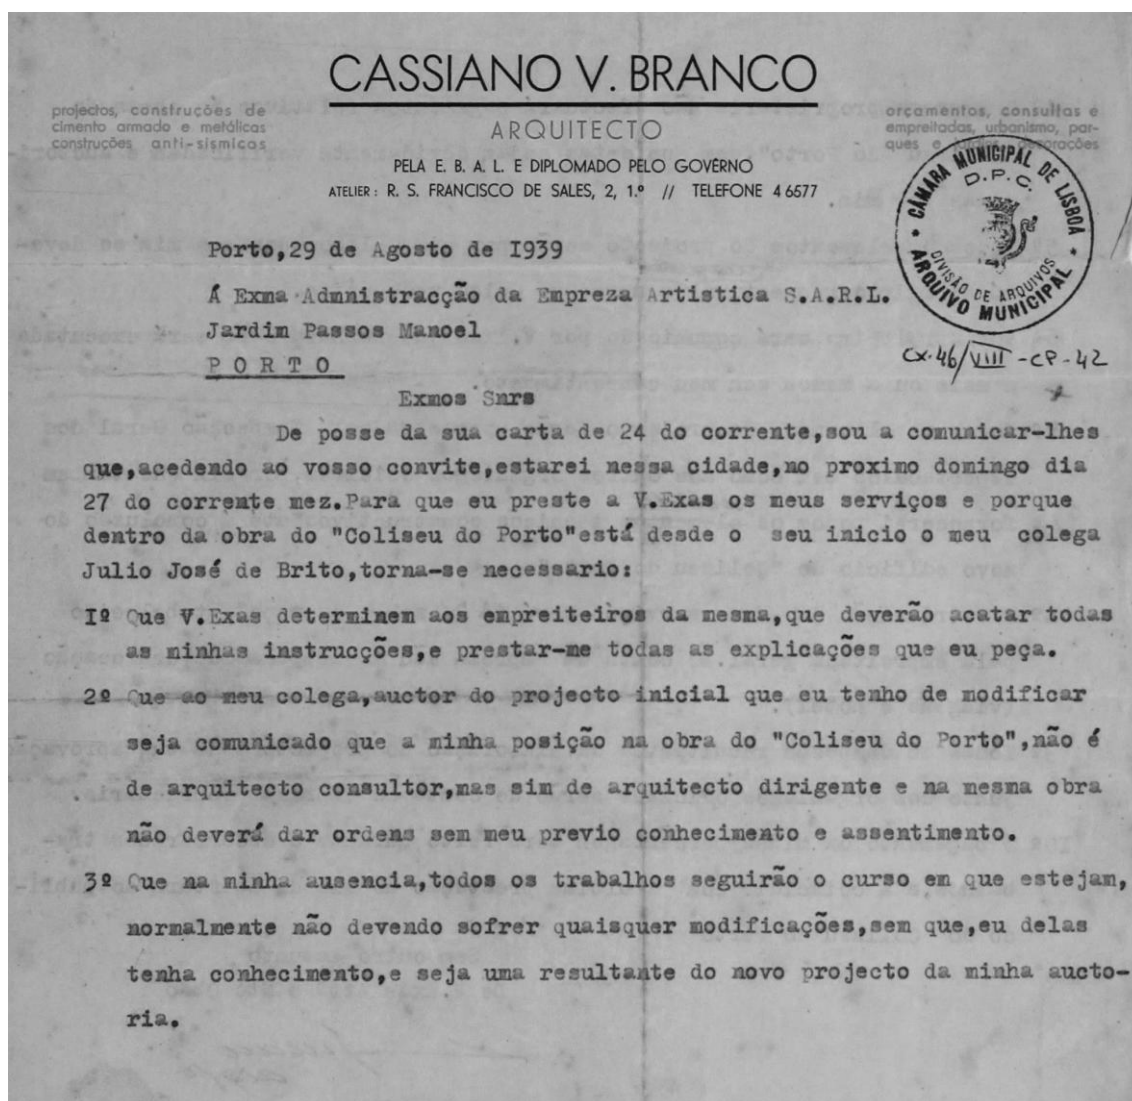 CASSIANO V. BRANCO
projectos, construções de
cimento armado e metálicas
construções anti-sísmicas
ARQUITECTO
orçamentos, consultas e
empreitadas, urbanismo, par-
ques e jardins, decorações
PELA E. B. A. L. E DIPLOMADO PELO GOVÊRNO
ATELIER : R. S. FRANCISCO DE SALES, 2, 1.º // TELEFONE 4 6577
CÂMARA MUNICIPAL DE LISBOA
D.P.C.
DIVISÃO DE ARQUIVOS
ARQUIVO MUNICIPAL
Cx.46/VIII-CP-42
Porto,29 de Agosto de I939
Á Exma Admnistracção da Empreza Artistica S.A.R.L.
Jardim Passos Manoel
P O R T O
Exmos Snrs
De posse da sua carta de 24 do corrente,sou a comunicar-lhes
que,acedendo ao vosso convite,estarei nessa cidade,no proximo domingo dia
27 do corrente mez.Para que eu preste a V.Exas os meus serviços e porque
dentro da obra do "Coliseu do Porto"está desde o seu inicio o meu colega
Julio José de Brito,torna-se necessario:
Iº Que V.Exas determinem aos empreiteiros da mesma,que deverão acatar todas
as minhas instrucções,e prestar-me todas as explicações que eu peça.
2º Que ao meu colega,auctor do projecto inicial que eu tenho de modificar
seja comunicado que a minha posição na obra do "Coliseu do Porto",não é
de arquitecto consultor,mas sim de arquitecto dirigente e na mesma obra
não deverá dar ordens sem meu previo conhecimento e assentimento.
3º Que na minha ausencia,todos os trabalhos seguirão o curso em que estejam,
normalmente não devendo sofrer quaisquer modificações,sem que,eu delas
tenha conhecimento,e seja uma resultante do novo projecto da minha aucto-
ria.